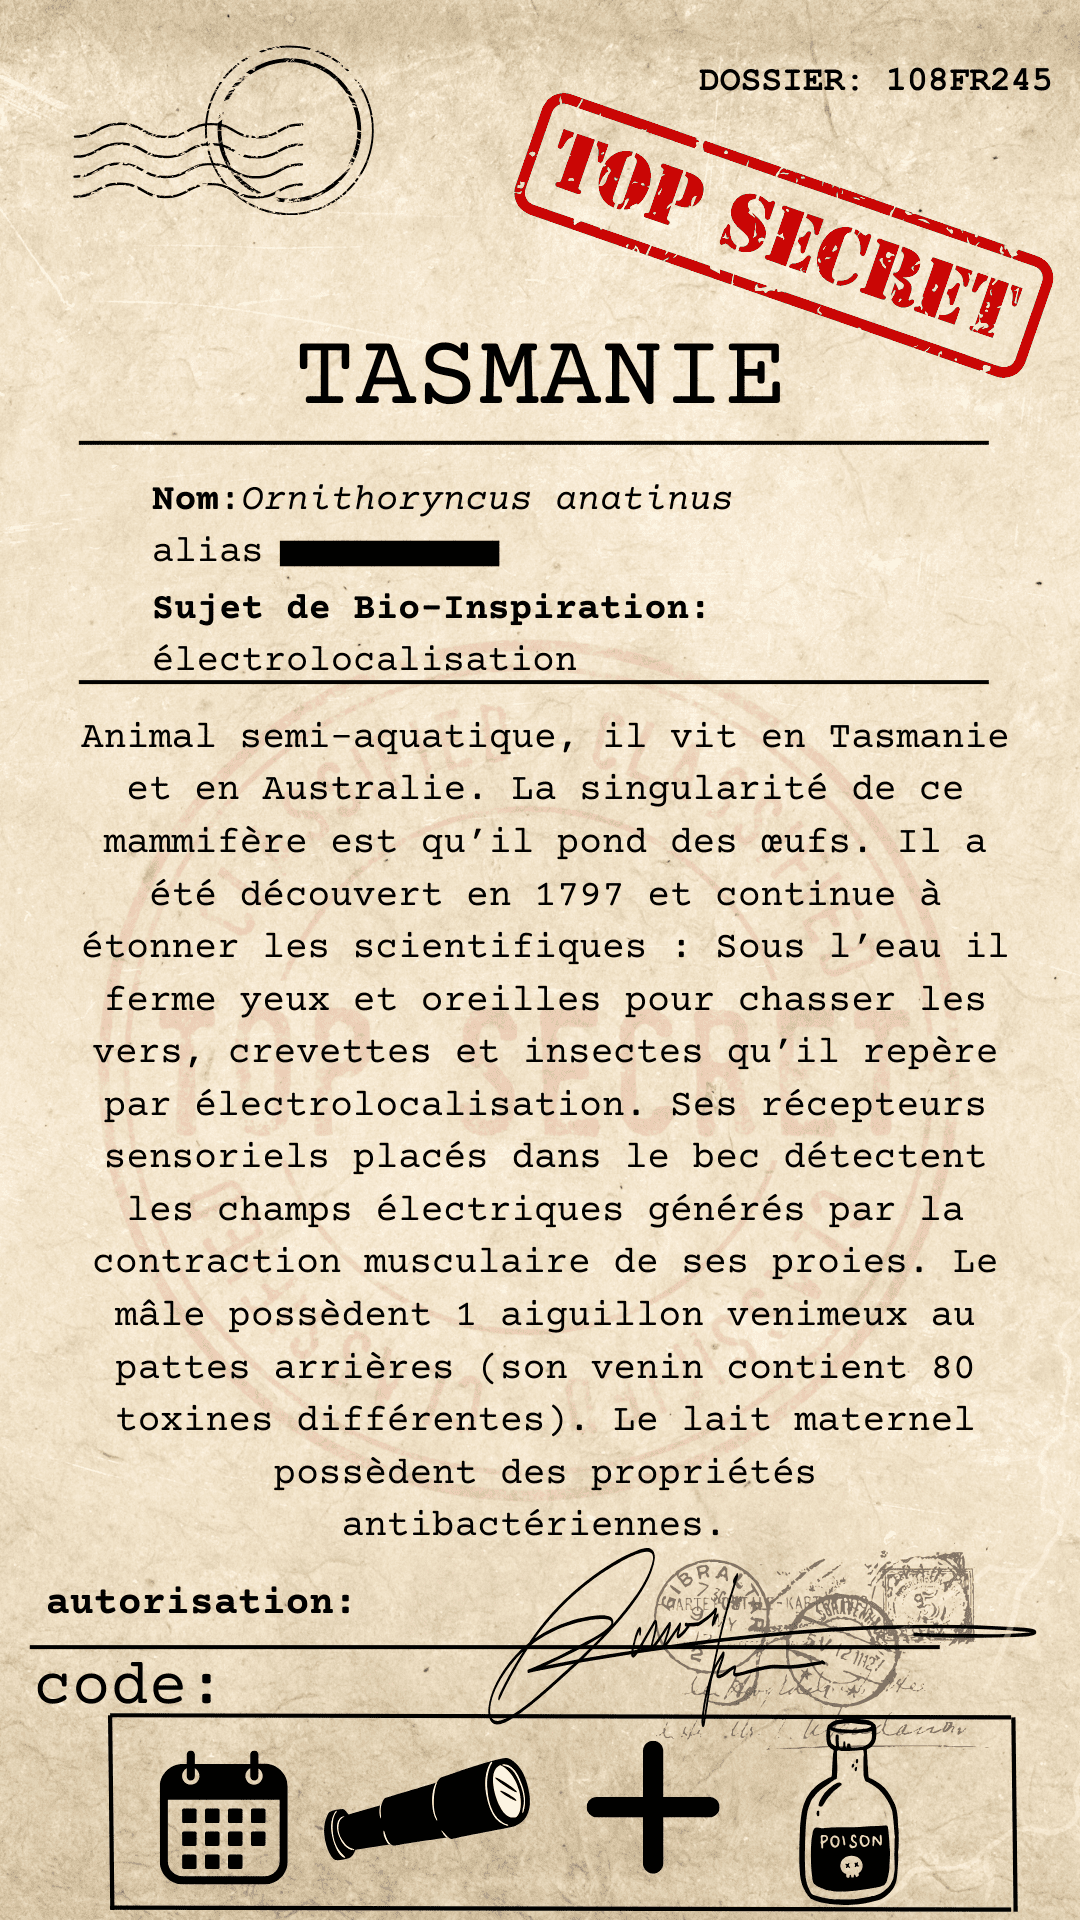 DOSSIER: 108FR245
TOP SECRET
TASMANIE
Nom:Ornithoryncus anatinus
alias
Sujet de Bio-Inspiration:
électrolocalisation
Animal semi-aquatique, il vit en Tasmanie
et en Australie. La singularité de ce
mammifère est qu’il pond des œufs. Il a
été découvert en 1797 et continue à
étonner les scientifiques : Sous l’eau il
ferme yeux et oreilles pour chasser les
vers, crevettes et insectes qu’il repère
par électrolocalisation. Ses récepteurs
sensoriels placés dans le bec détectent
les champs électriques générés par la
contraction musculaire de ses proies. Le
mâle possèdent 1 aiguillon venimeux au
pattes arrières (son venin contient 80
toxines différentes). Le lait maternel
possèdent des propriétés
antibactériennes.
TOP SECRET
autorisation:
GIBRALTAR
code:
POISON